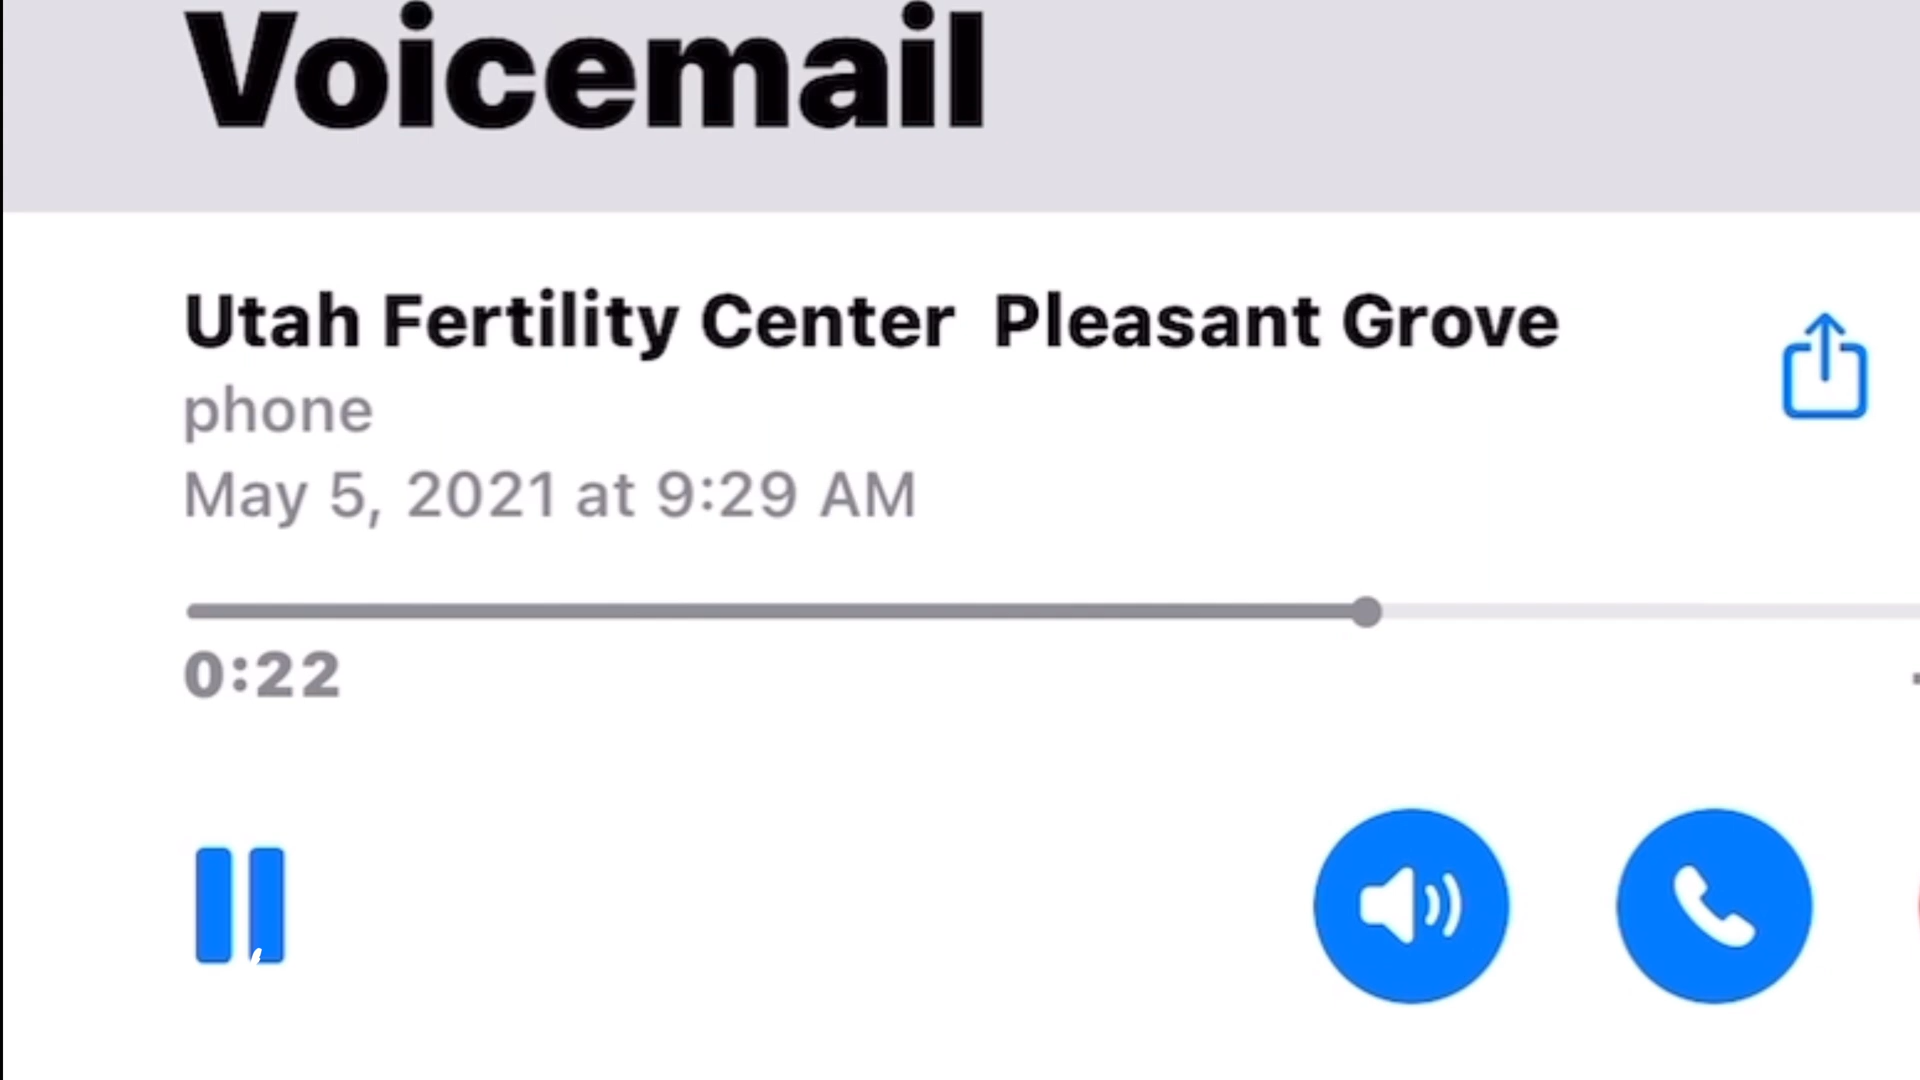 Voicemail
Utah Fertility Center  Pleasant Grove
phone
May 5, 2021 at 9:29 AM
0:22